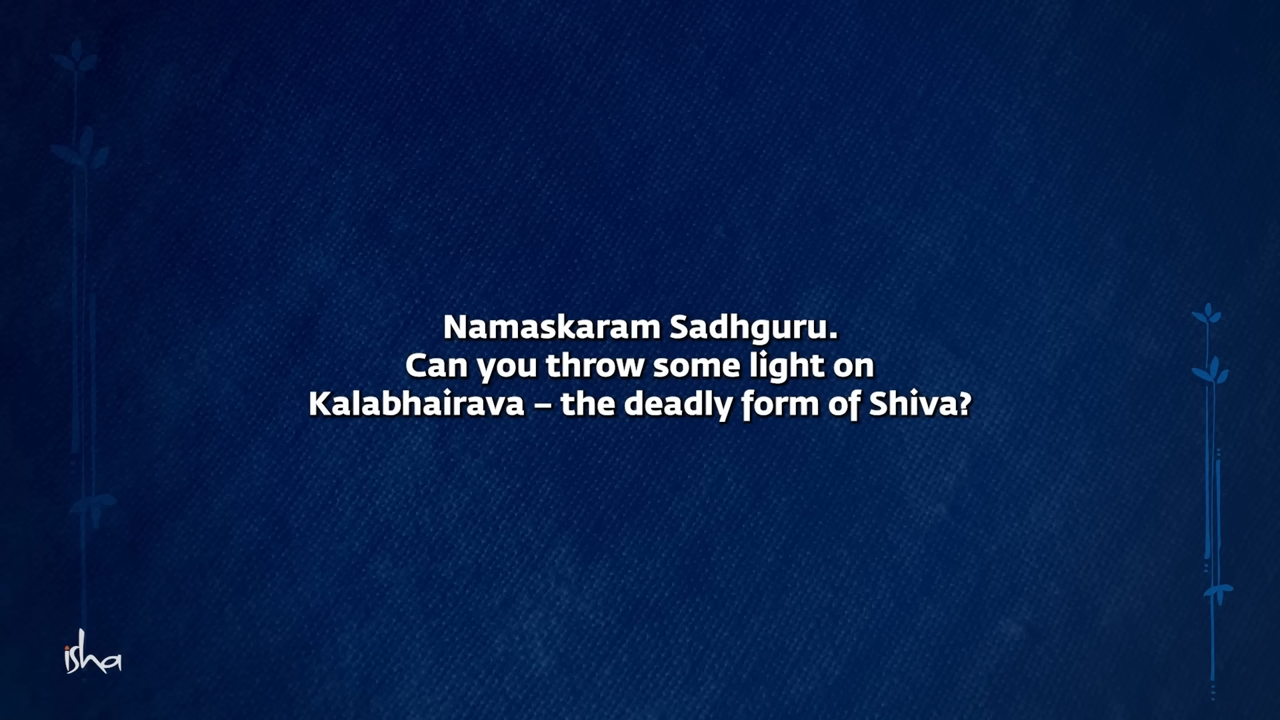 Namaskaram Sadhguru.
Can you throw some light on
Kalabhairava – the deadly form of Shiva?
isha